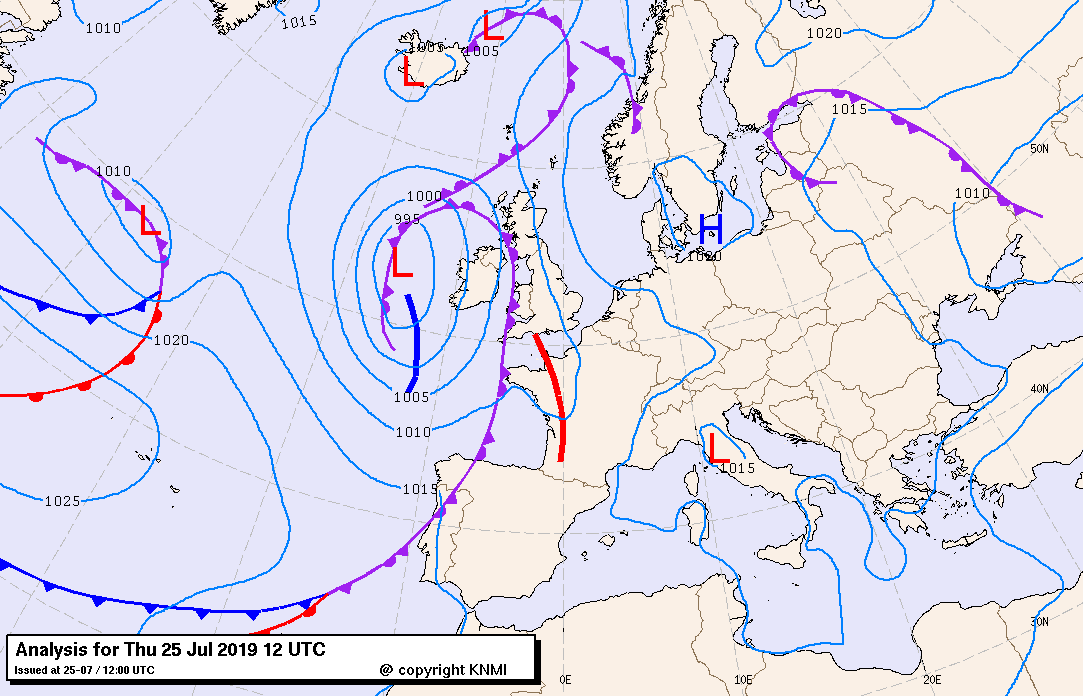 1010
1015
L
1020
1005
1005
L
1015
50N
1010
1000
1010
995
L
H
L
1020
1020
40N
1005
1010
L
1015
1015
1025
30N
Analysis for Thu 25 Jul 2019 12 UTC
Issued at 25-07 / 12:00 UTC
@ copyright KNMI
0E
10E
20E